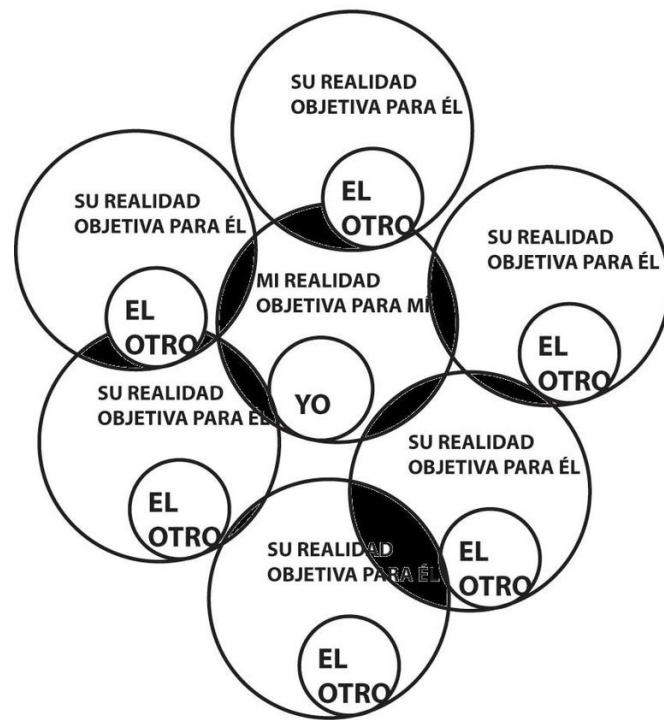 SU REALIDAD
OBJETIVA PARA ÉL
EL
OTRO
SU REALIDAD
OBJETIVA PARA ÉL
EL
OTRO
SU REALIDAD
OBJETIVA PARA ÉL
EL
OTRO
MI REALIDAD
OBJETIVA PARA MÍ
YO
SU REALIDAD
OBJETIVA PARA ÉL
EL
OTRO
SU REALIDAD
OBJETIVA PARA ÉL
EL
OTRO
SU REALIDAD
OBJETIVA PARA ÉL
EL
OTRO